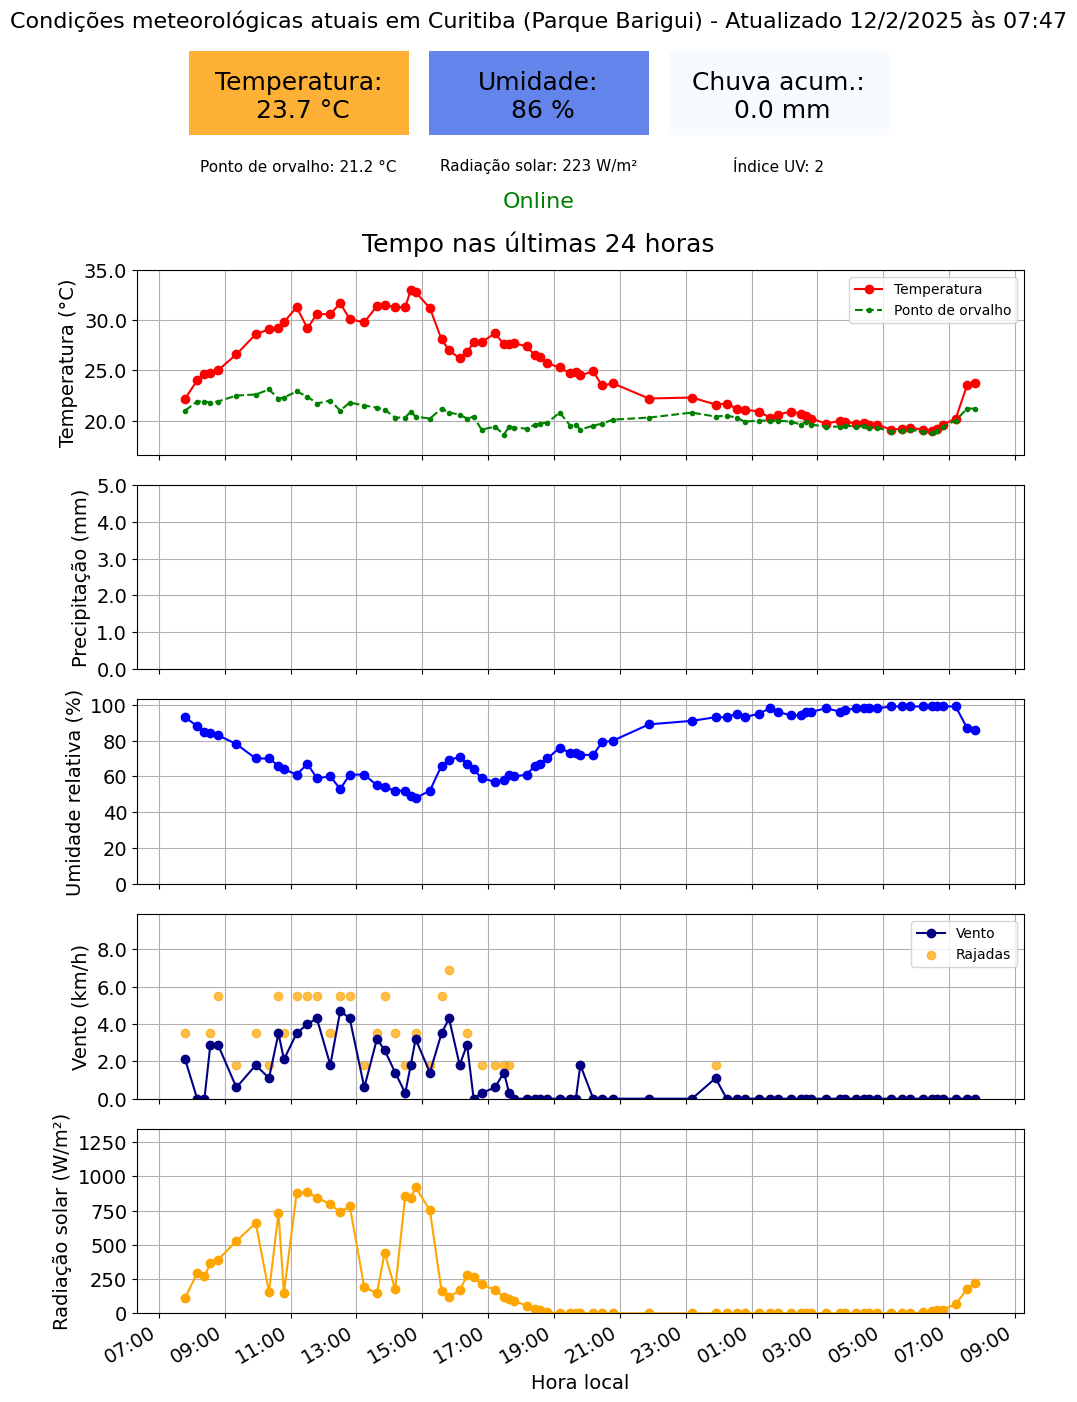 Condições meteorológicas atuais em Curitiba (Parque Barigui) - Atualizado 12/2/2025 às 07:47
Temperatura:
23.7 °C
Umidade:
86 %
Chuva acum.:
0.0 mm
Ponto de orvalho: 21.2 °C
Radiação solar: 223 W/m²
Índice UV: 2
Online
Tempo nas últimas 24 horas
Temperatura (°C)
35.0
30.0
25.0
20.0
Temperatura
Ponto de orvalho
Precipitação (mm)
5.0
4.0
3.0
2.0
1.0
0.0
Umidade relativa (%)
100
80
60
40
20
0
Vento (km/h)
8.0
6.0
4.0
2.0
0.0
Vento
Rajadas
Radiação solar (W/m²)
1250
1000
750
500
250
0
07:00 09:00 11:00 13:00 15:00 17:00 19:00 21:00 23:00 01:00 03:00 05:00 07:00 09:00
Hora local